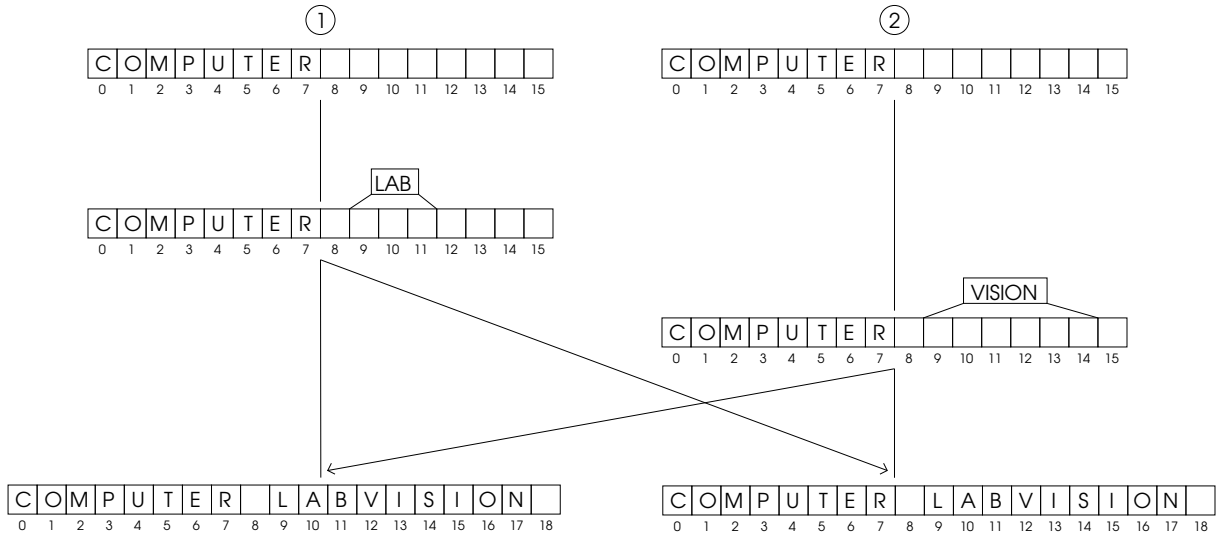 1 2
C O M P U T E R C O M P U T E R
0 1 2 3 4 5 6 7 8 9 10 11 12 13 14 15 0 1 2 3 4 5 6 7 8 9 10 11 12 13 14 15
LAB
C O M P U T E R
0 1 2 3 4 5 6 7 8 9 10 11 12 13 14 15
VISION
C O M P U T E R
0 1 2 3 4 5 6 7 8 9 10 11 12 13 14 15
C O M P U T E R L A B V I S I O N C O M P U T E R L A B V I S I O N
0 1 2 3 4 5 6 7 8 9 10 11 12 13 14 15 16 17 18 0 1 2 3 4 5 6 7 8 9 10 11 12 13 14 15 16 17 18